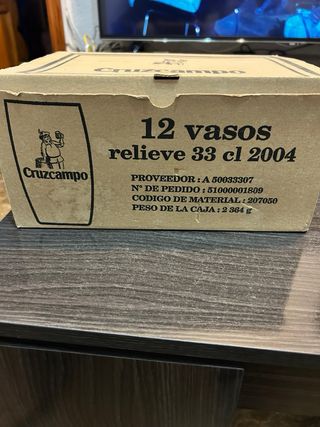 Cruzcampo
Cruzcampo
12 vasos
relieve 33 cl 2004
PROVEEDOR : A 50033307
Nº DE PEDIDO : 51000001809
CODIGO DE MATERIAL : 207050
PESO DE LA CAJA : 2 364 g